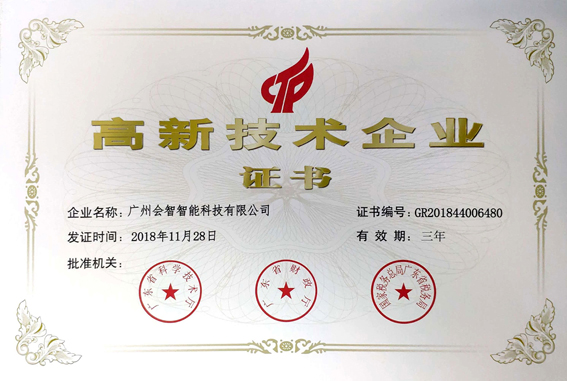 高新技术企业
证书
企业名称：广州会智智能科技有限公司
证书编号：GR201844006480
发证时间：2018年11月28日
有效期：三年
批准机关：
广东省科学技术厅
广东省财政厅
国家税务总局广东省税务局